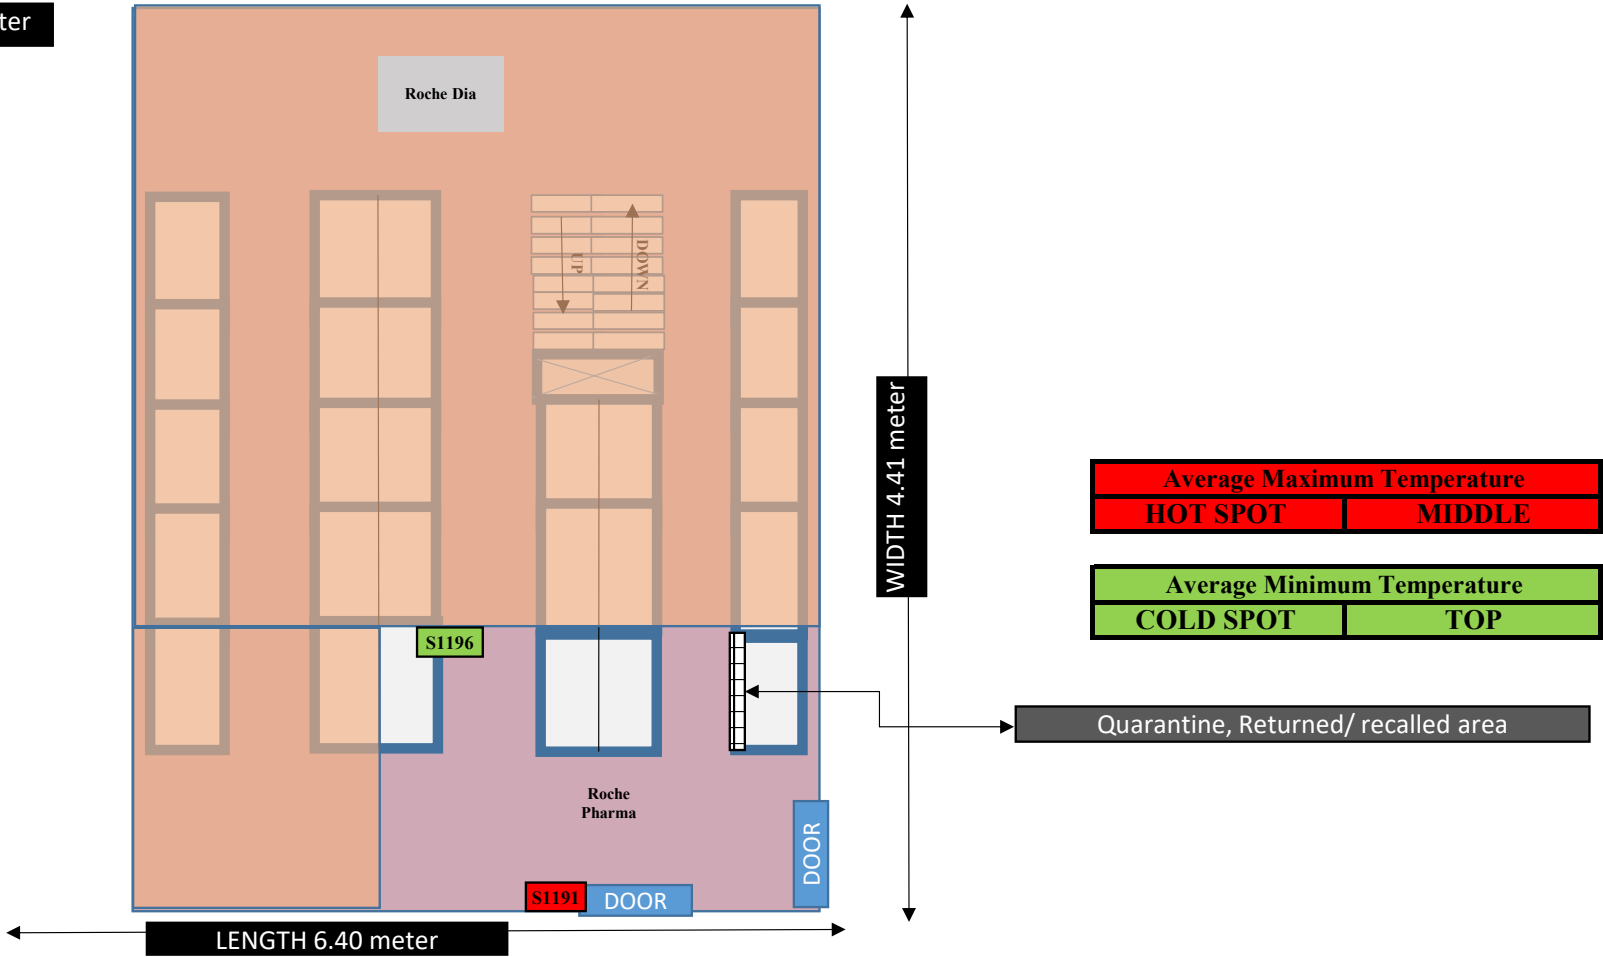 Roche Dia
UP
DOWN
WIDTH 4.41 meter
Average Maximum Temperature
HOT SPOT MIDDLE
Average Minimum Temperature
COLD SPOT TOP
S1196
Quarantine, Returned/ recalled area
Roche
Pharma
DOOR
S1191
DOOR
LENGTH 6.40 meter